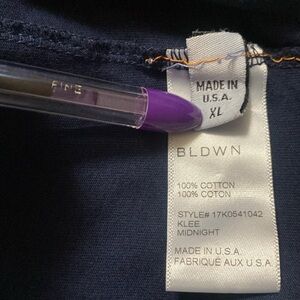 FINE
MADE IN
U.S.A.
XL
BLDWN
100% COTTON
100% COTON
STYLE# 17K0541042
KLEE
MIDNIGHT
MADE IN U.S.A
FABRIQUÉ AUX U.S.A